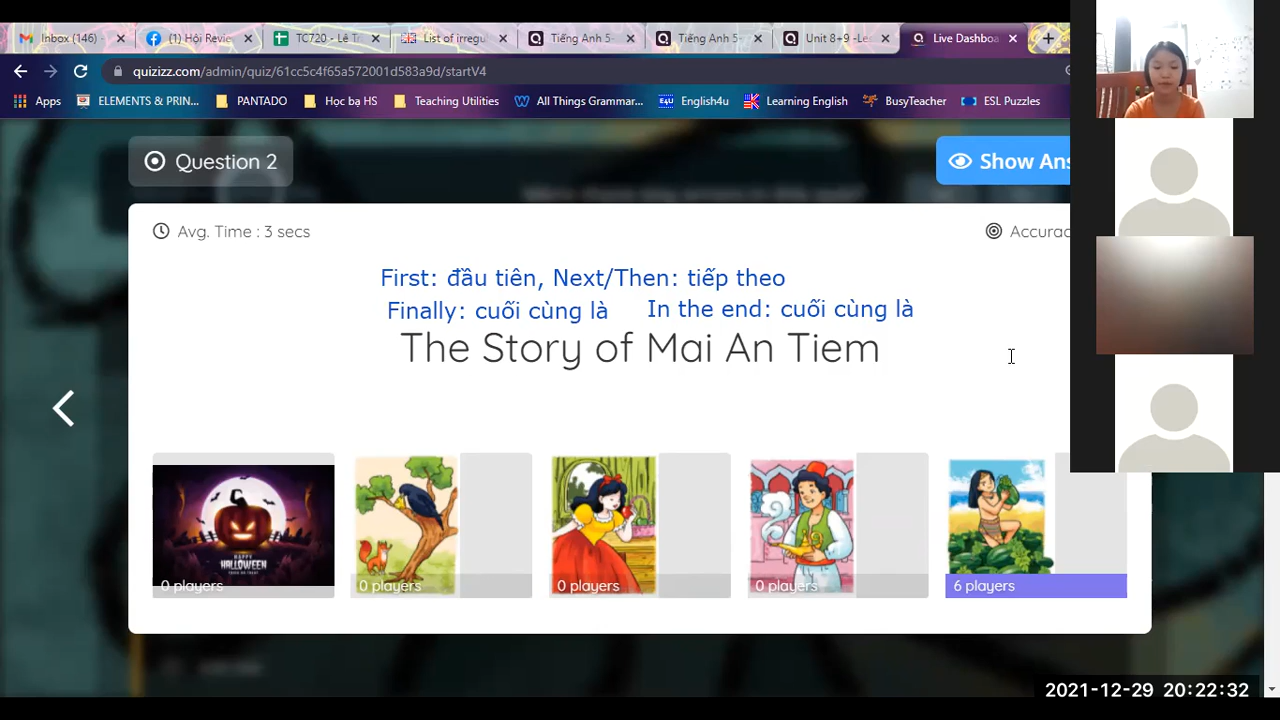 Inbox (146) -
(1) Hội Revie
TC720 - Lê Tr
List of irregu
Tiếng Anh 5-
Tiếng Anh 5-
Unit 8+9 -Le
Live Dashboa
quizizz.com/admin/quiz/61cc5c4f65a572001d583a9d/startV4
Apps
ELEMENTS & PRIN...
PANTADO
Học bạ HS
Teaching Utilities
All Things Grammar...
English4u
Learning English
BusyTeacher
ESL Puzzles
Question 2
Show Ans
Avg. Time : 3 secs
Accurac
First: đầu tiên, Next/Then: tiếp theo
Finally: cuối cùng là In the end: cuối cùng là
The Story of Mai An Tiem
HAPPY
HALLOWEEN
0 players
0 players
0 players
0 players
6 players
2021-12-29 20:22:32